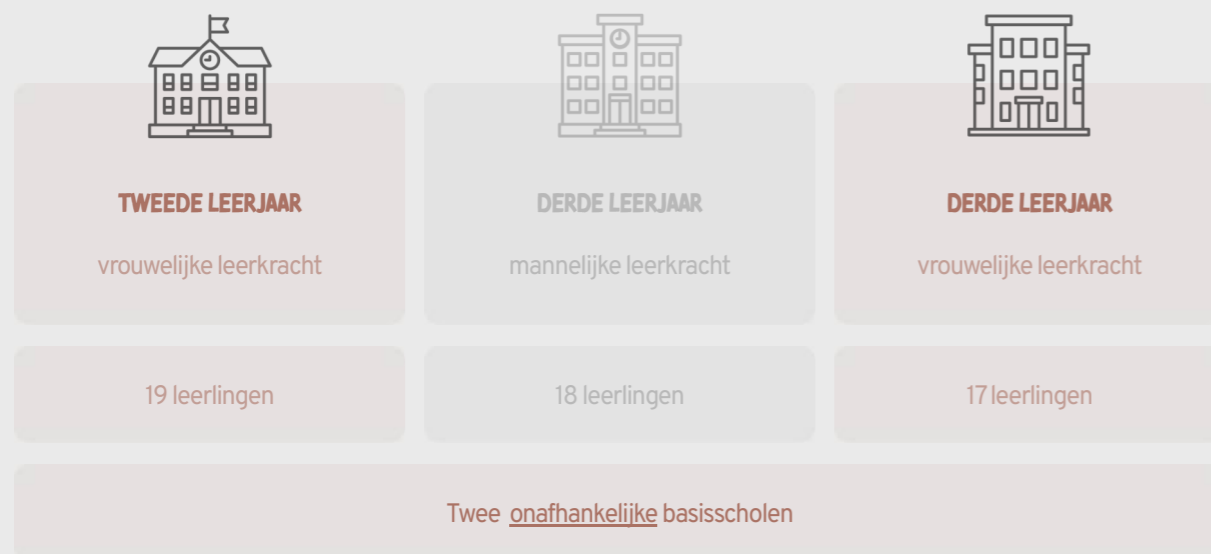 TWEEDE LEERJAAR
vrouwelijke leerkracht
19 leerlingen
DERDE LEERJAAR
mannelijke leerkracht
18 leerlingen
DERDE LEERJAAR
vrouwelijke leerkracht
17 leerlingen
Twee onafhankelijke basisscholen